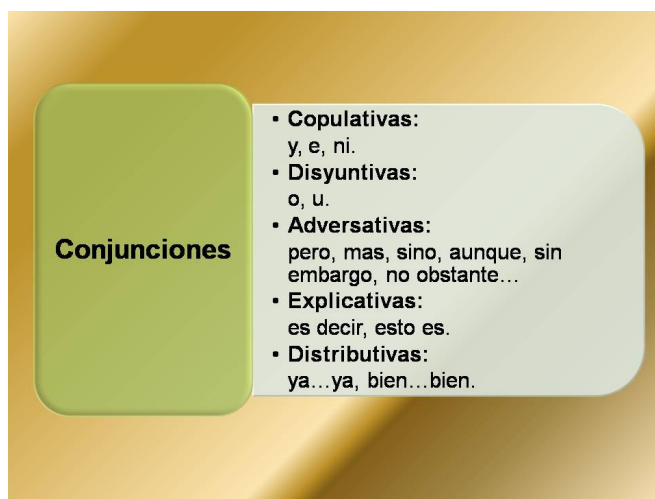 Conjunciones
• Copulativas:
y, e, ni.
• Disyuntivas:
o, u.
• Adversativas:
pero, mas, sino, aunque, sin
embargo, no obstante…
• Explicativas:
es decir, esto es.
• Distributivas:
ya…ya, bien…bien.